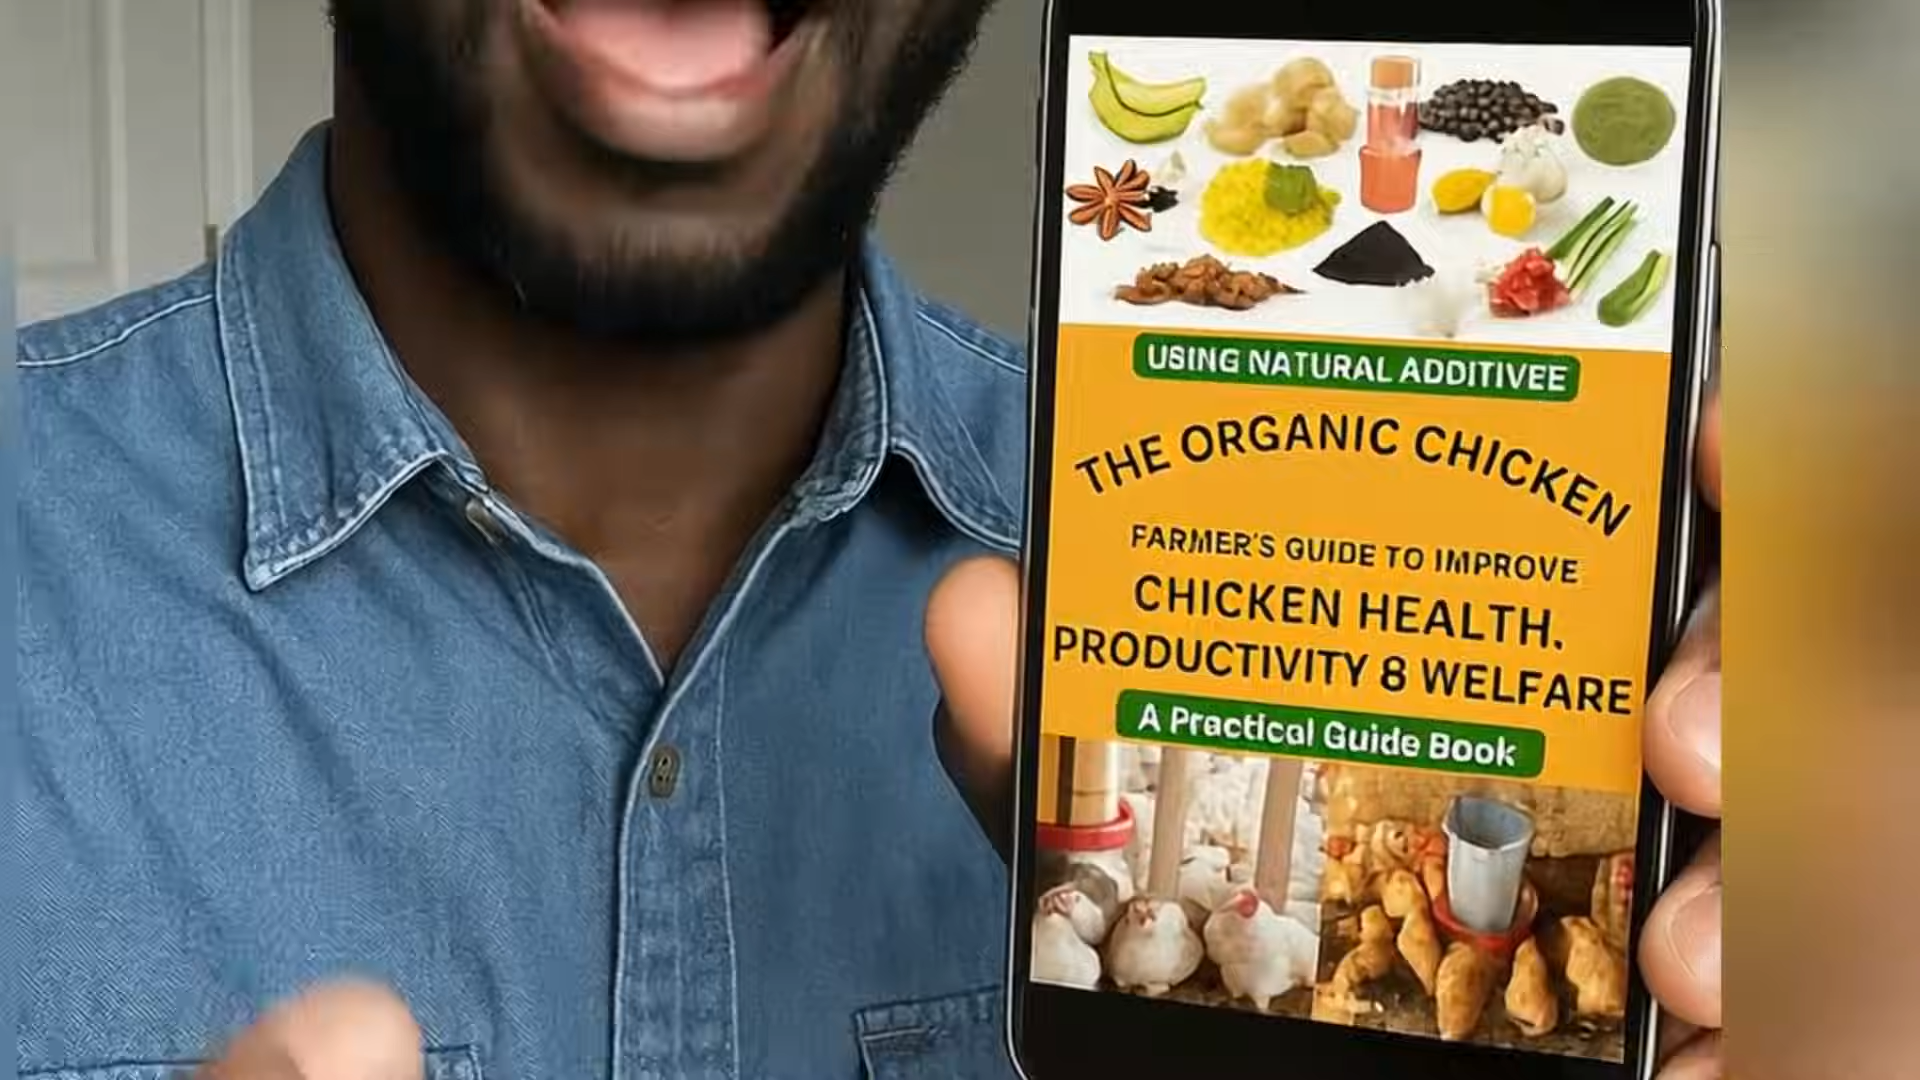 USING NATURAL ADDITIVEE
THE ORGANIC CHICKEN
FARMER'S GUIDE TO IMPROVE
CHICKEN HEALTH.
PRODUCTIVITY 8 WELFARE
A Practical Guide Book